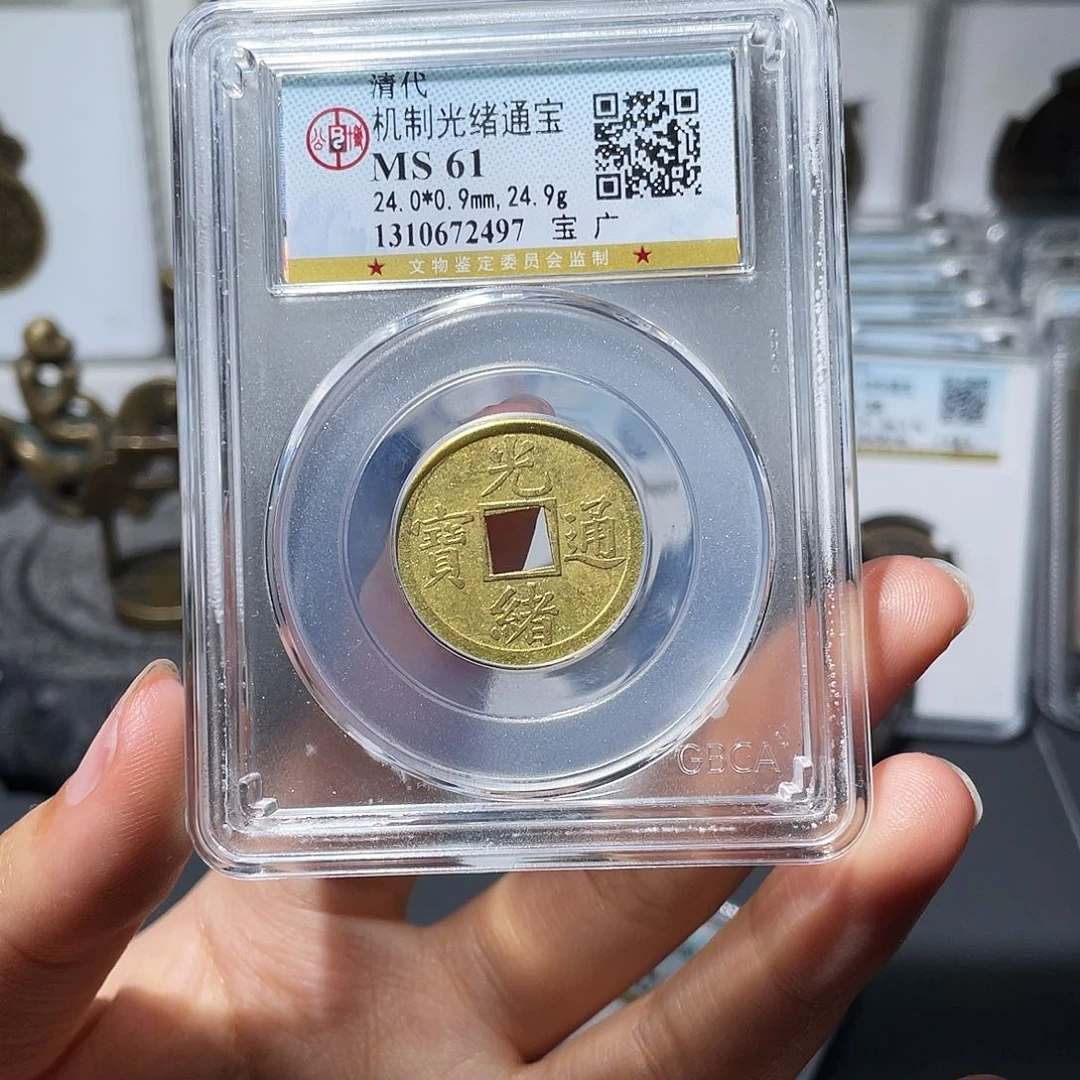 清代
机制光绪通宝
MS 61
24.0*0.9mm, 24.9g
1310672497 宝 广
★ 文物鉴定委员会监制 ★
光
寶 通
緒
GBCA